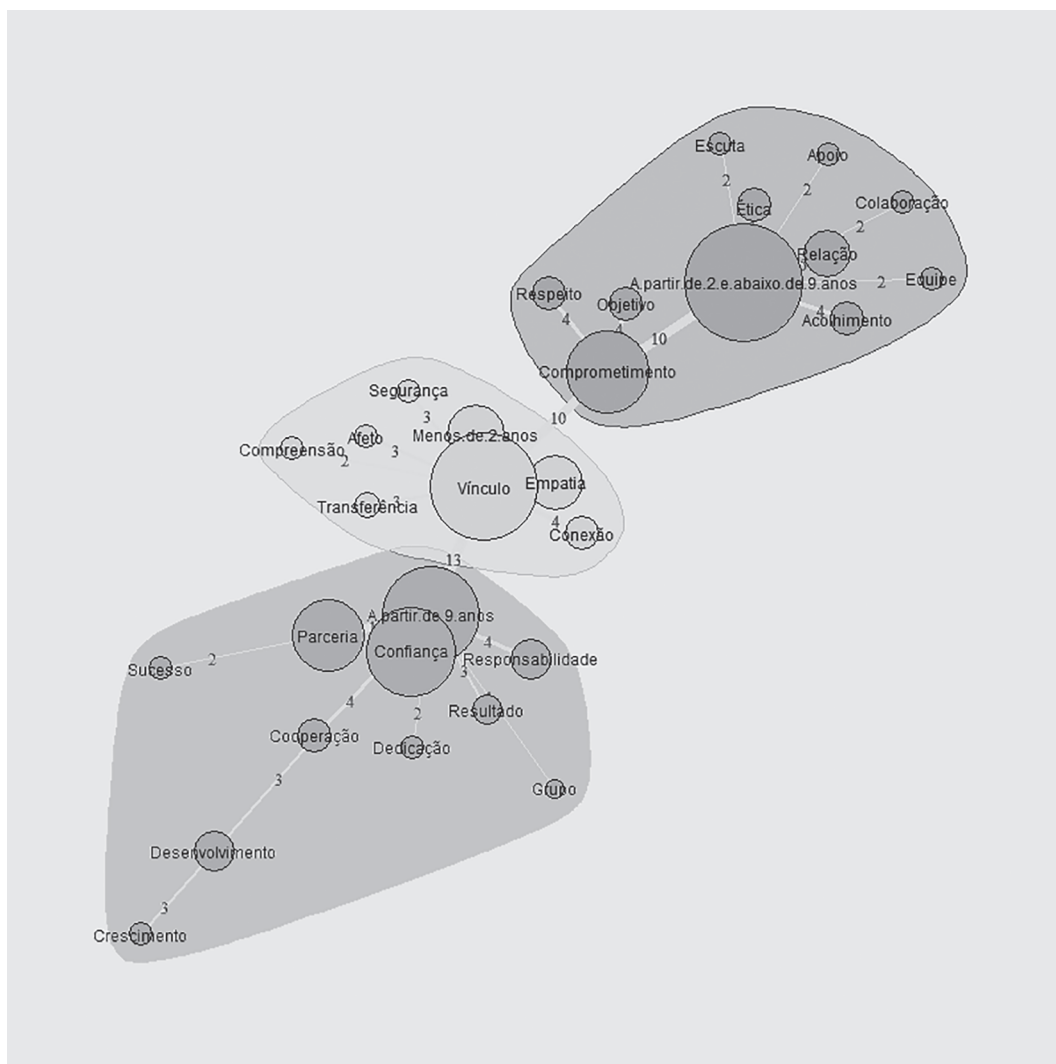 Escuta
Apoio
2
2
Colaboração
Ética
2
Relação
A.partir.de.2.e.abaixo.de.9.anos
2
Equipe
Respeito
Objetivo
4
Acolhimento
4
4
10
Comprometimento
10
Segurança
3
Menos.de.2.anos
Afeto
3
Compreensão
2
Vínculo
Empatia
Transferência
3
4
Conexão
13
A.partir.de.9.anos
Parceria
Confiança
4
Responsabilidade
Sucesso
2
3
4
Resultado
2
Cooperação
Dedicação
3
Grupo
Desenvolvimento
3
Crescimento